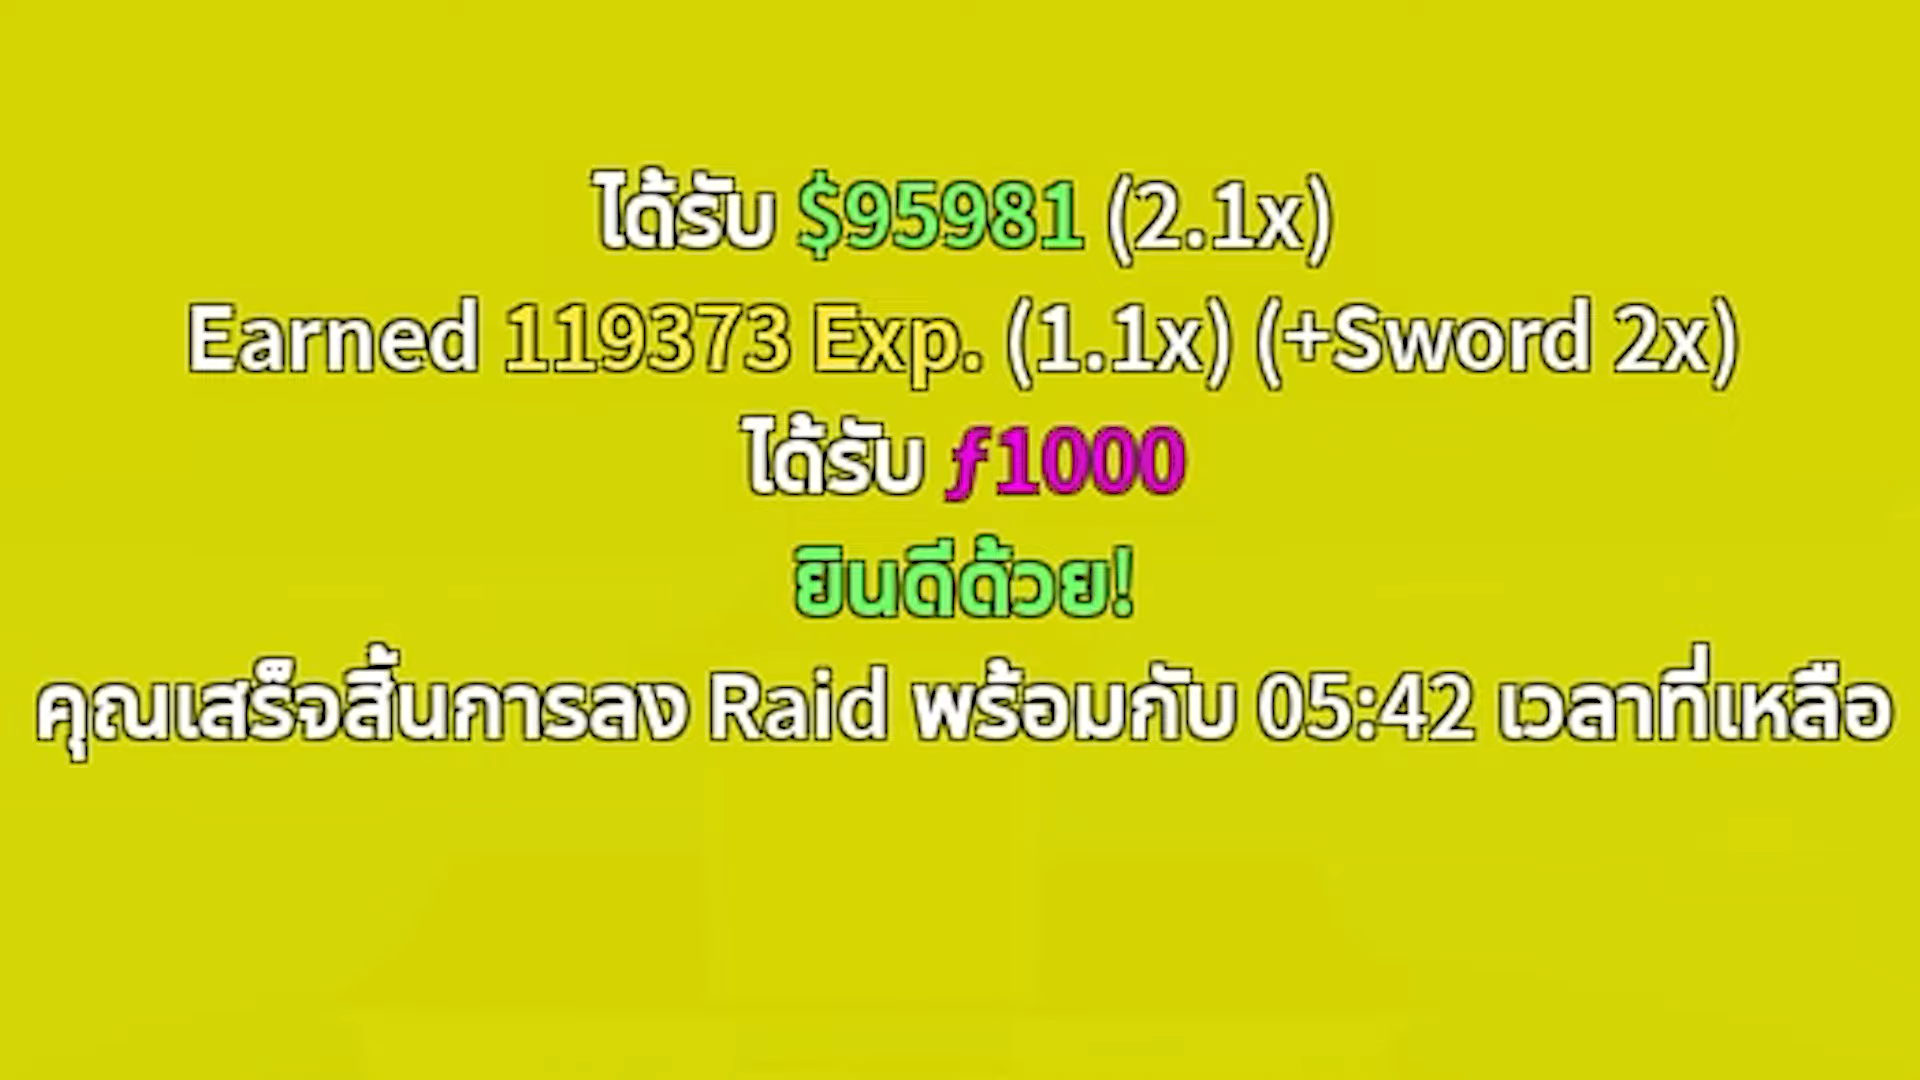 ได้รับ $95981 (2.1x)
Earned 119373 Exp. (1.1x) (+Sword 2x)
ได้รับ ƒ1000
ยินดีด้วย!
คุณเสร็จสิ้นการลง Raid พร้อมกับ 05:42 เวลาที่เหลือ